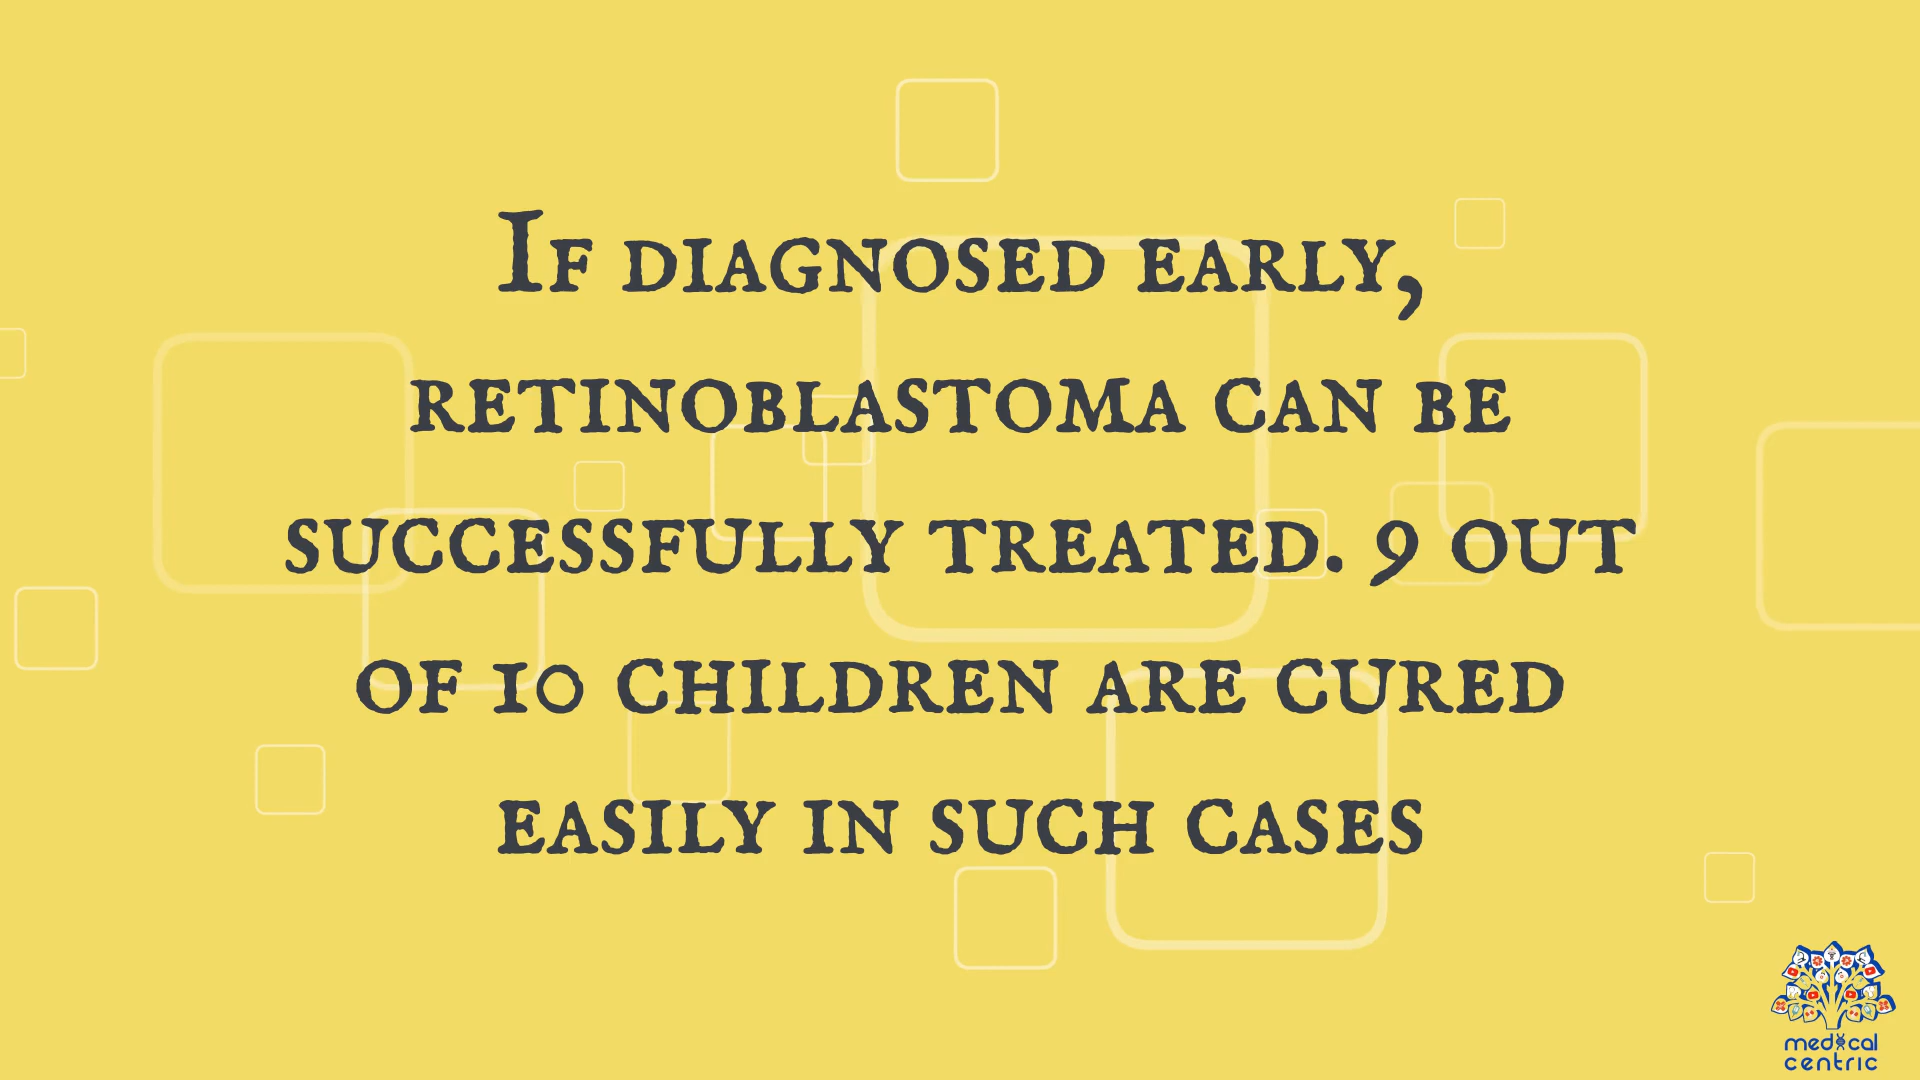 If diagnosed early,
retinoblastoma can be
successfully treated. 9 out
of 10 children are cured
easily in such cases
medical
centric